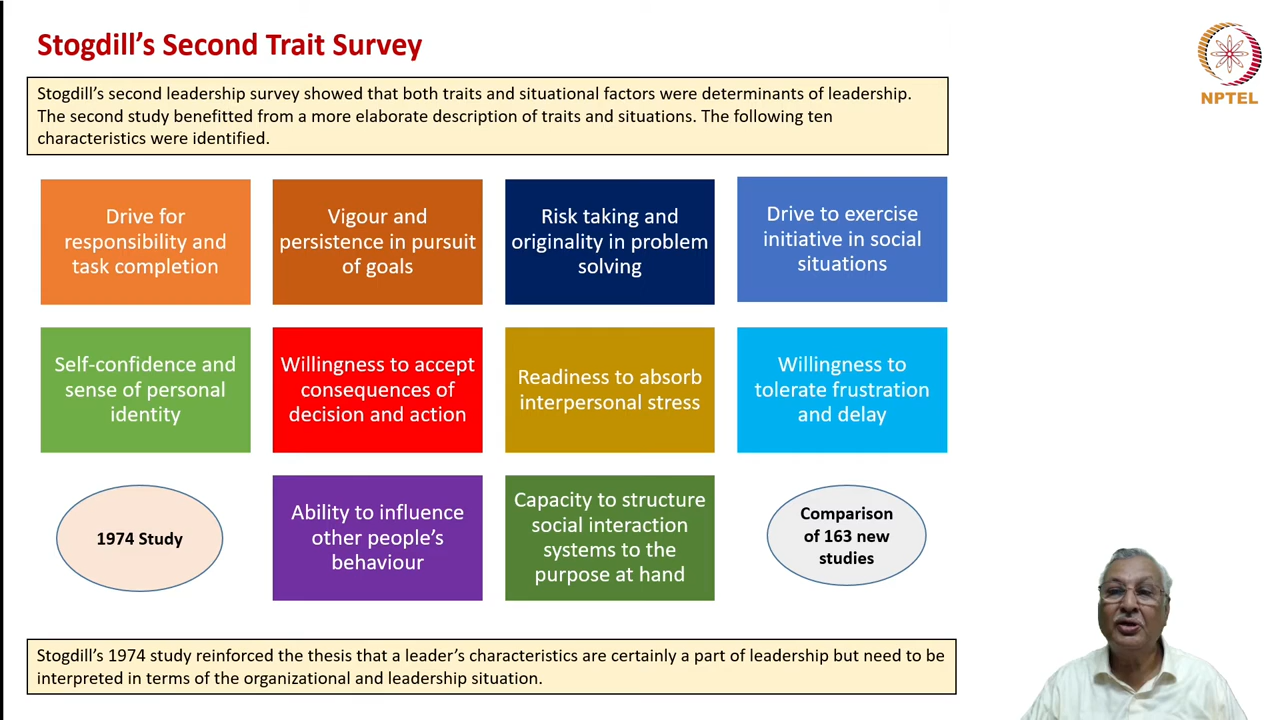 Stogdill's Second Trait Survey
NPTEL
Stogdill's second leadership survey showed that both traits and situational factors were determinants of leadership.
The second study benefitted from a more elaborate description of traits and situations. The following ten
characteristics were identified.
Drive for
responsibility and
task completion
Vigour and
persistence in pursuit
of goals
Risk taking and
originality in problem
solving
Drive to exercise
initiative in social
situations
Self-confidence and
sense of personal
identity
Willingness to accept
consequences of
decision and action
Readiness to absorb
interpersonal stress
Willingness to
tolerate frustration
and delay
1974 Study
Ability to influence
other people's
behaviour
Capacity to structure
social interaction
systems to the
purpose at hand
Comparison
of 163 new
studies
Stogdill's 1974 study reinforced the thesis that a leader's characteristics are certainly a part of leadership but need to be
interpreted in terms of the organizational and leadership situation.